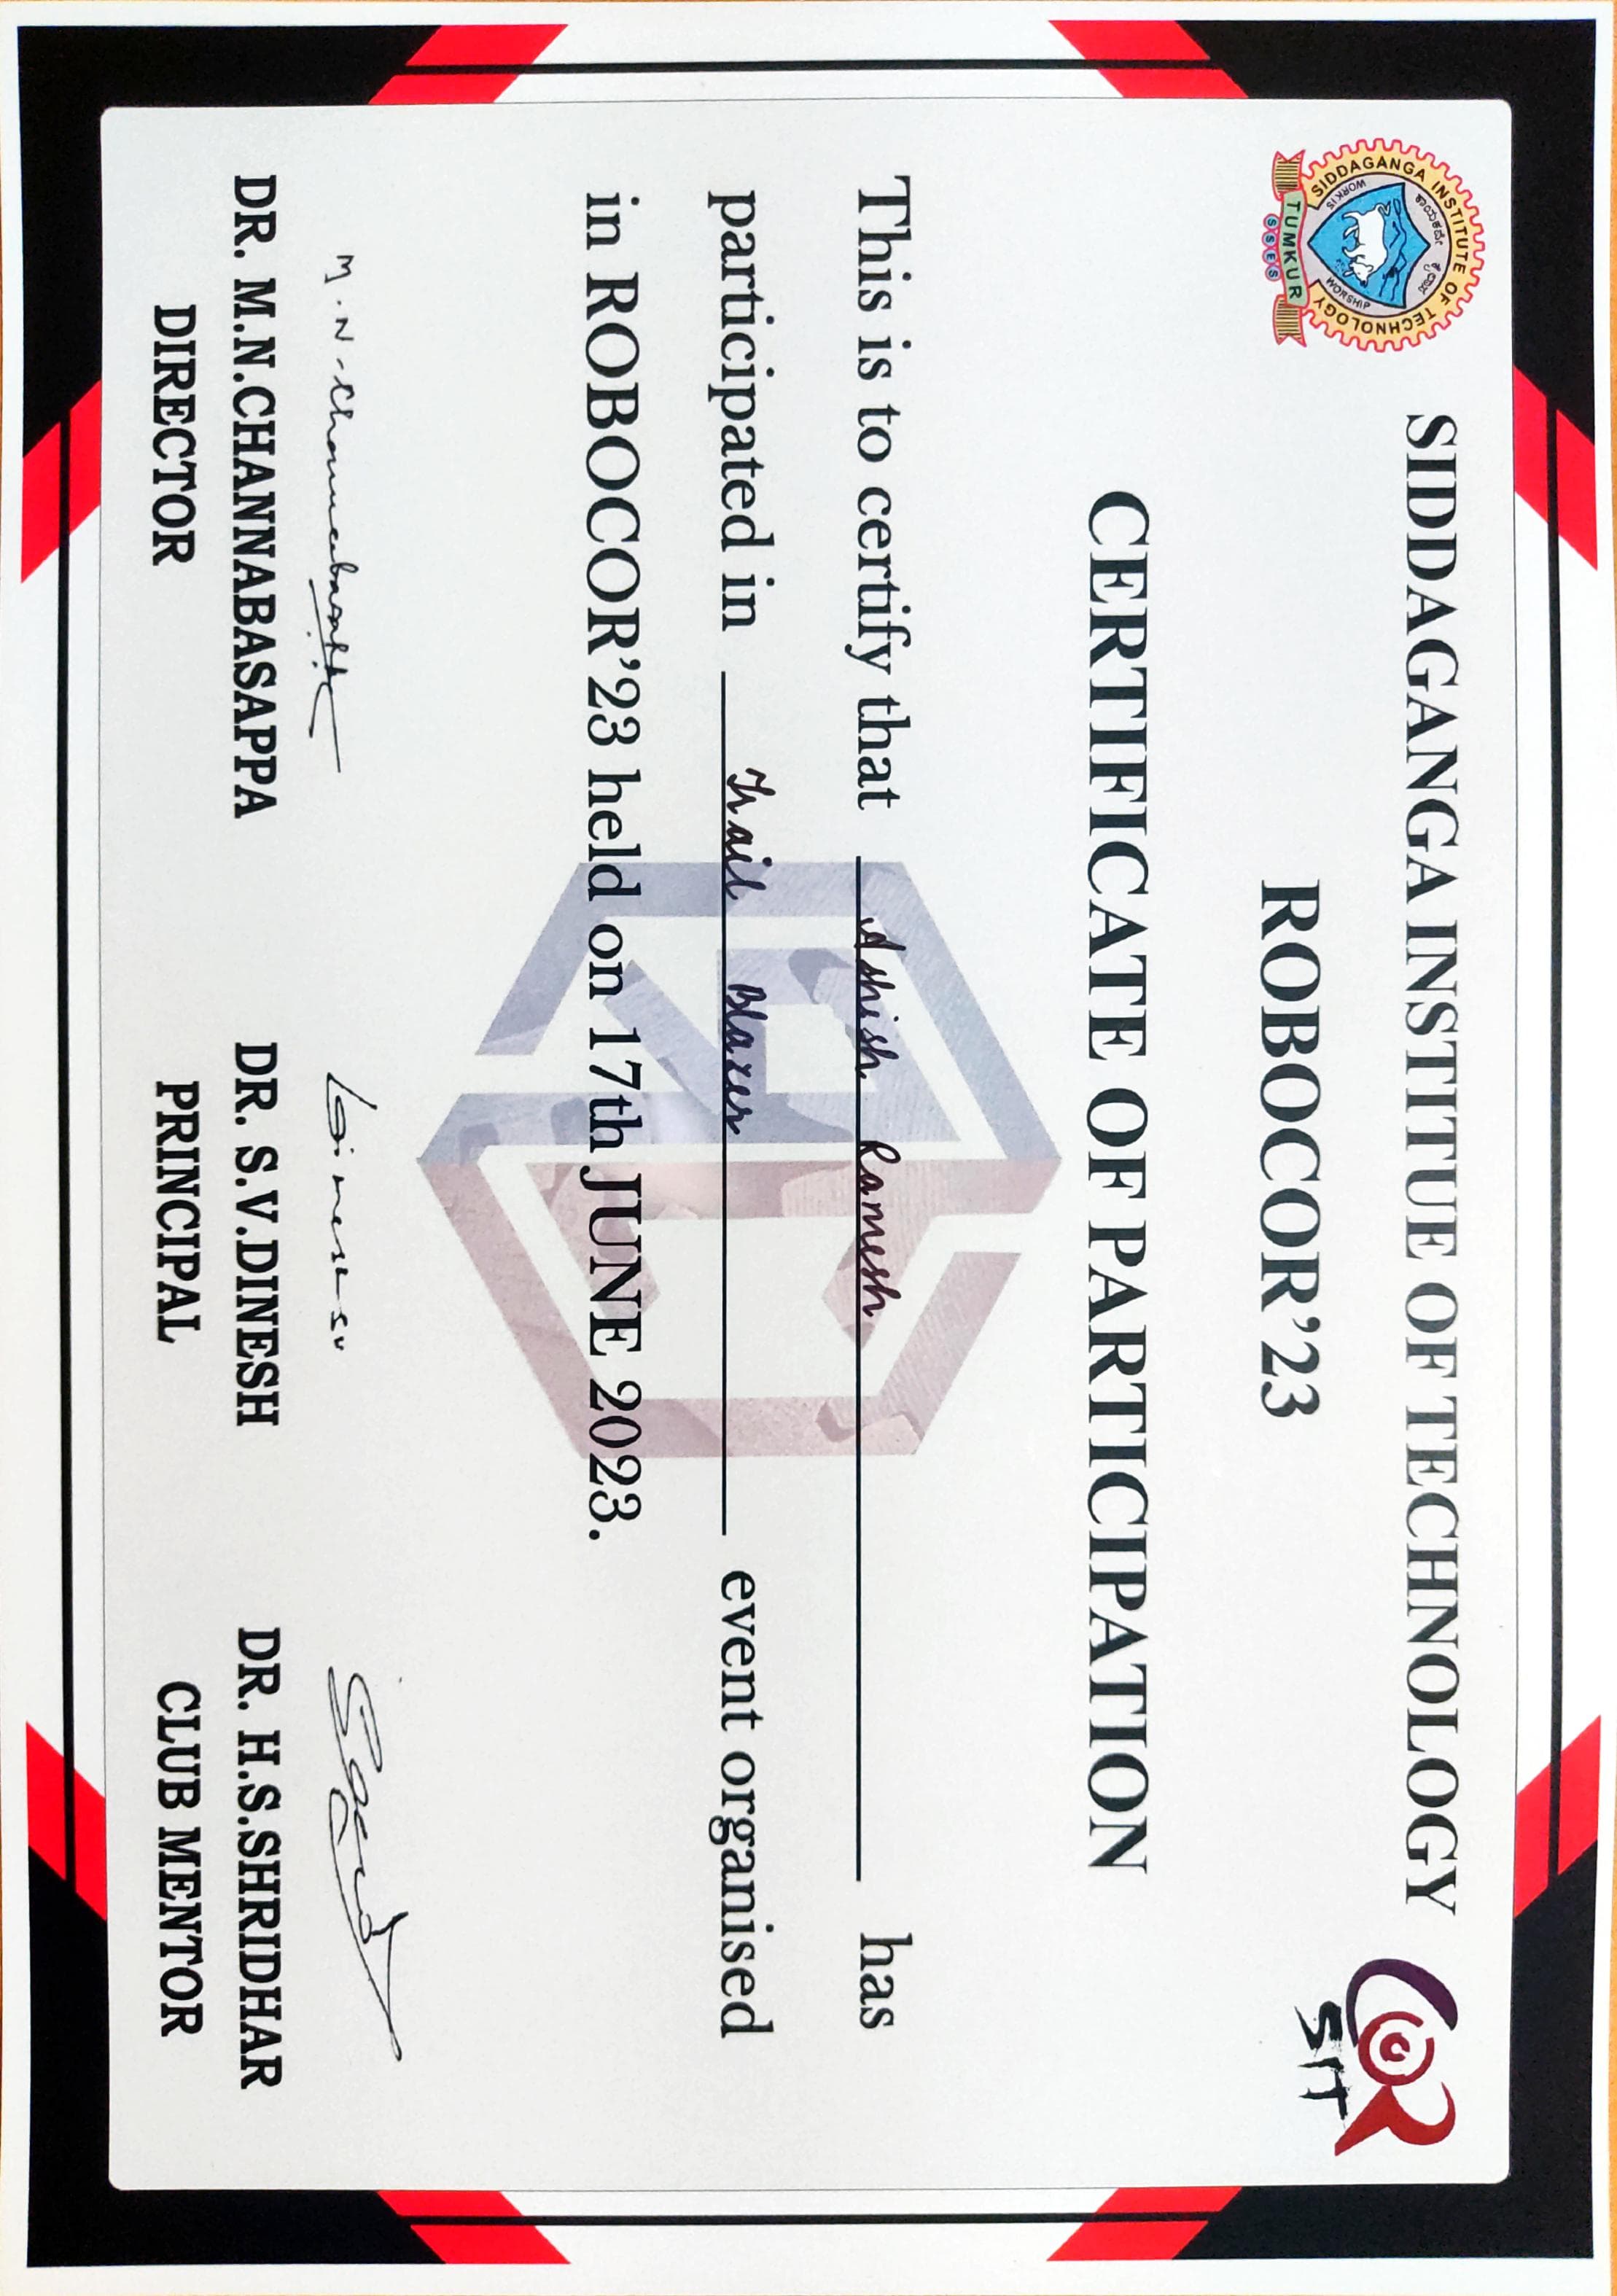 SIDDAGANGA INSTITUTE OF TECHNOLOGY
ಕಾಯಕವೇ ಕೈಲಾಸ
WORK IS WORSHIP
TUMKUR
SSES
SIDDAGANGA INSTITUE OF TECHNOLOGY
COR
SIT
ROBOCOR’23
CERTIFICATE OF PARTICIPATION
This is to certify that Ashish Ramesh has
participated in Trail Blazer event organised
in ROBOCOR’23 held on 17th JUNE 2023.
M.N.Channabasappa
Dinesh SV
DR. M.N.CHANNABASAPPA
DR. S.V.DINESH
DR. H.S.SHRIDHAR
DIRECTOR
PRINCIPAL
CLUB MENTOR